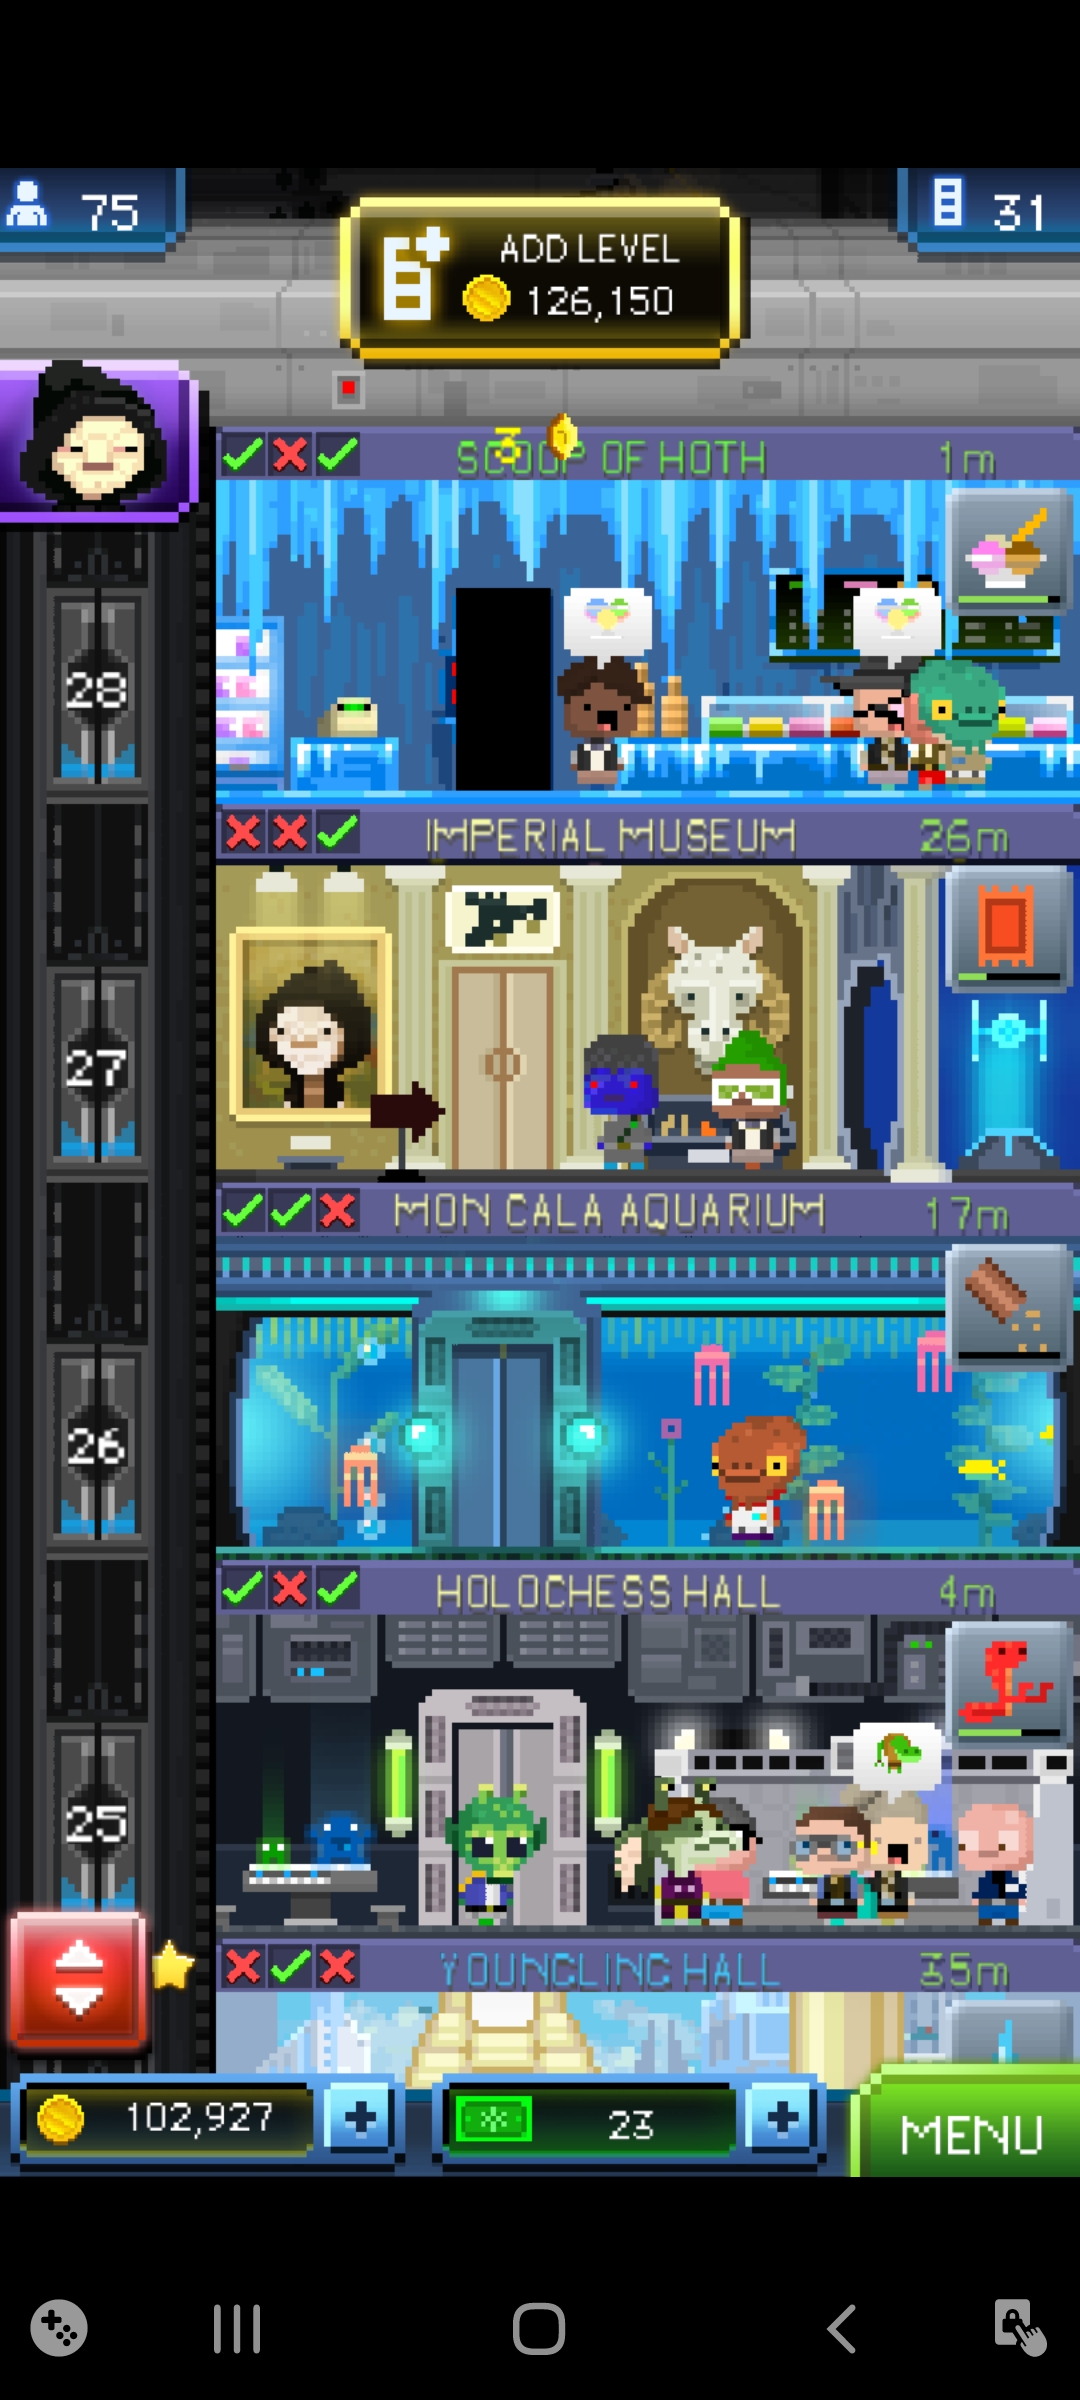 75
ADD LEVEL
126,150
31
3
SCOOP OF HOTH
1m
28
IMPERIAL MUSEUM
26m
27
MON CALA AQUARIUM
17m
26
HOLOCHESS HALL
4m
25
YOUNGLING HALL
35m
102,927
23
MENU